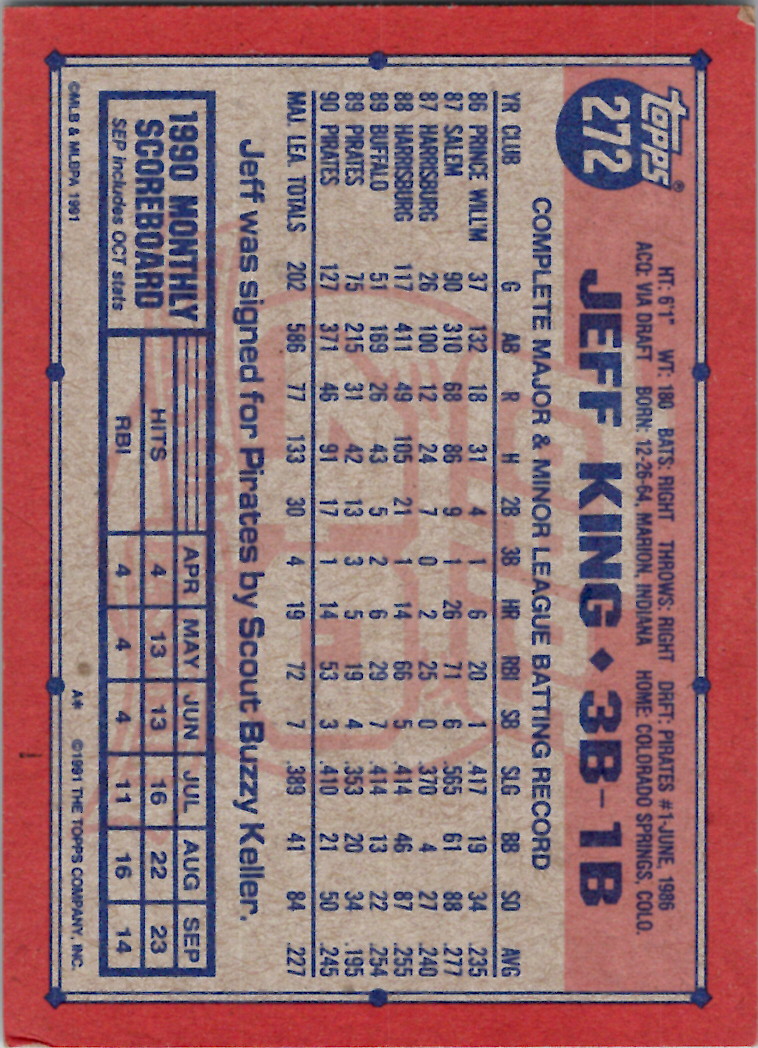 topps®
272
HT: 6'1" WT: 180 BATS: RIGHT THROWS: RIGHT DRFT: PIRATES #1-JUNE, 1986
ACQ: VIA DRAFT BORN: 12-26-64, MARION, INDIANA HOME: COLORADO SPRINGS, COLO.
JEFF KING ◆ 3B-1B
COMPLETE MAJOR & MINOR LEAGUE BATTING RECORD
YR CLUB G AB R H 2B 3B HR RBI SB SLG BB SO AVG
86 PRINCE WILL'M 37 132 18 31 4 1 6 20 1 .417 19 34 .235
87 SALEM 90 310 68 86 9 1 26 71 6 .565 61 88 .277
87 HARRISBURG 26 100 12 24 7 0 2 25 0 .370 4 27 .240
88 HARRISBURG 117 411 49 105 21 1 14 66 5 .414 46 87 .255
89 BUFFALO 51 169 26 43 5 2 6 29 7 .414 13 22 .254
89 PIRATES 75 215 31 42 13 3 5 19 4 .353 20 34 .195
90 PIRATES 127 371 46 91 17 1 14 53 3 .410 21 50 .245
MAJ. LEA. TOTALS 202 586 77 133 30 4 19 72 7 .389 41 84 .227
Jeff was signed for Pirates by Scout Buzzy Keller.
1990 MONTHLY
SCOREBOARD
SEP includes OCT stats
APR MAY JUN JUL AUG SEP
HITS 4 13 13 16 22 23
RBI 4 4 4 11 16 14
©MLB & MLBPA 1991
A* ©1991 THE TOPPS COMPANY, INC.